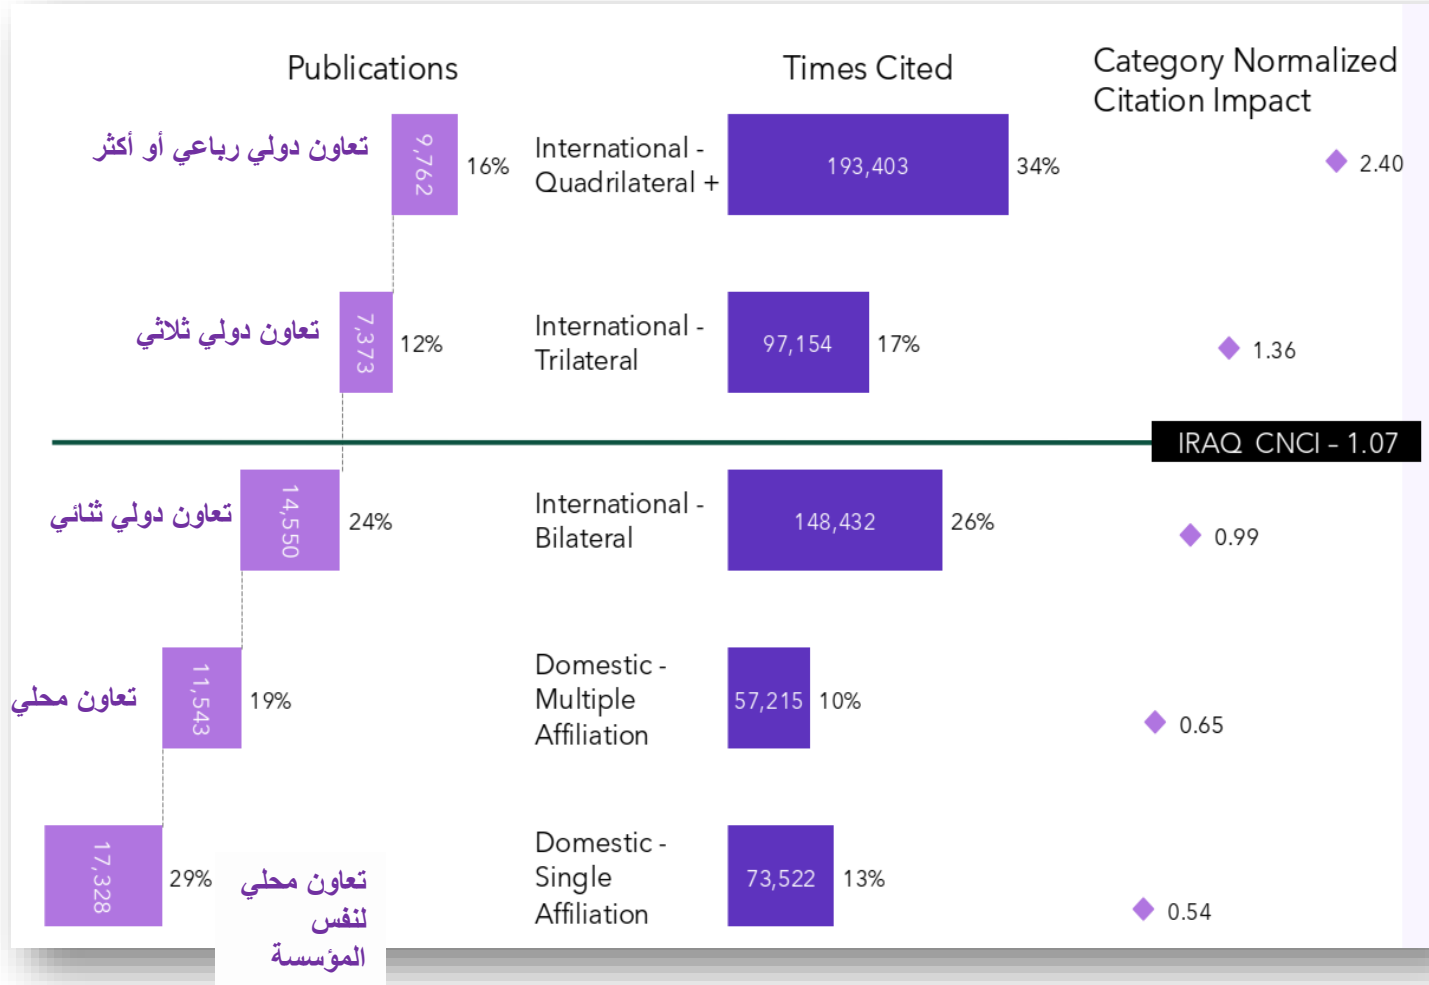 Publications
Times Cited
Category Normalized
Citation Impact
تعاون دولي رباعي أو أكثر
9,762
16%
International -
Quadrilateral +
193,403
34%
2.40
تعاون دولي ثلاثي
7,373
12%
International -
Trilateral
97,154
17%
1.36
IRAQ CNCI – 1.07
تعاون دولي ثنائي
14,550
24%
International -
Bilateral
148,432
26%
0.99
تعاون محلي
11,543
19%
Domestic -
Multiple
Affiliation
57,215
10%
0.65
17,328
29%
تعاون محلي
لنفس
المؤسسة
Domestic -
Single
Affiliation
73,522
13%
0.54